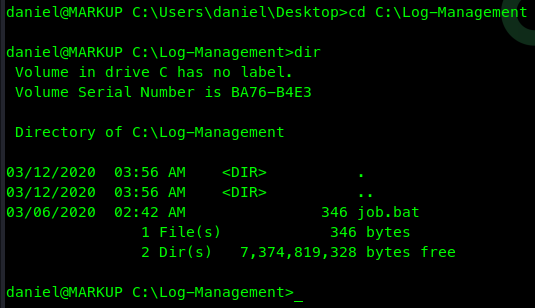 daniel@MARKUP C:\Users\daniel\Desktop>cd C:\Log-Management
daniel@MARKUP C:\Log-Management>dir
Volume in drive C has no label.
Volume Serial Number is BA76-B4E3
Directory of C:\Log-Management
03/12/2020  03:56 AM    <DIR>          .
03/12/2020  03:56 AM    <DIR>          ..
03/06/2020  02:42 AM               346 job.bat
1 File(s)            346 bytes
2 Dir(s)   7,374,819,328 bytes free
daniel@MARKUP C:\Log-Management>_